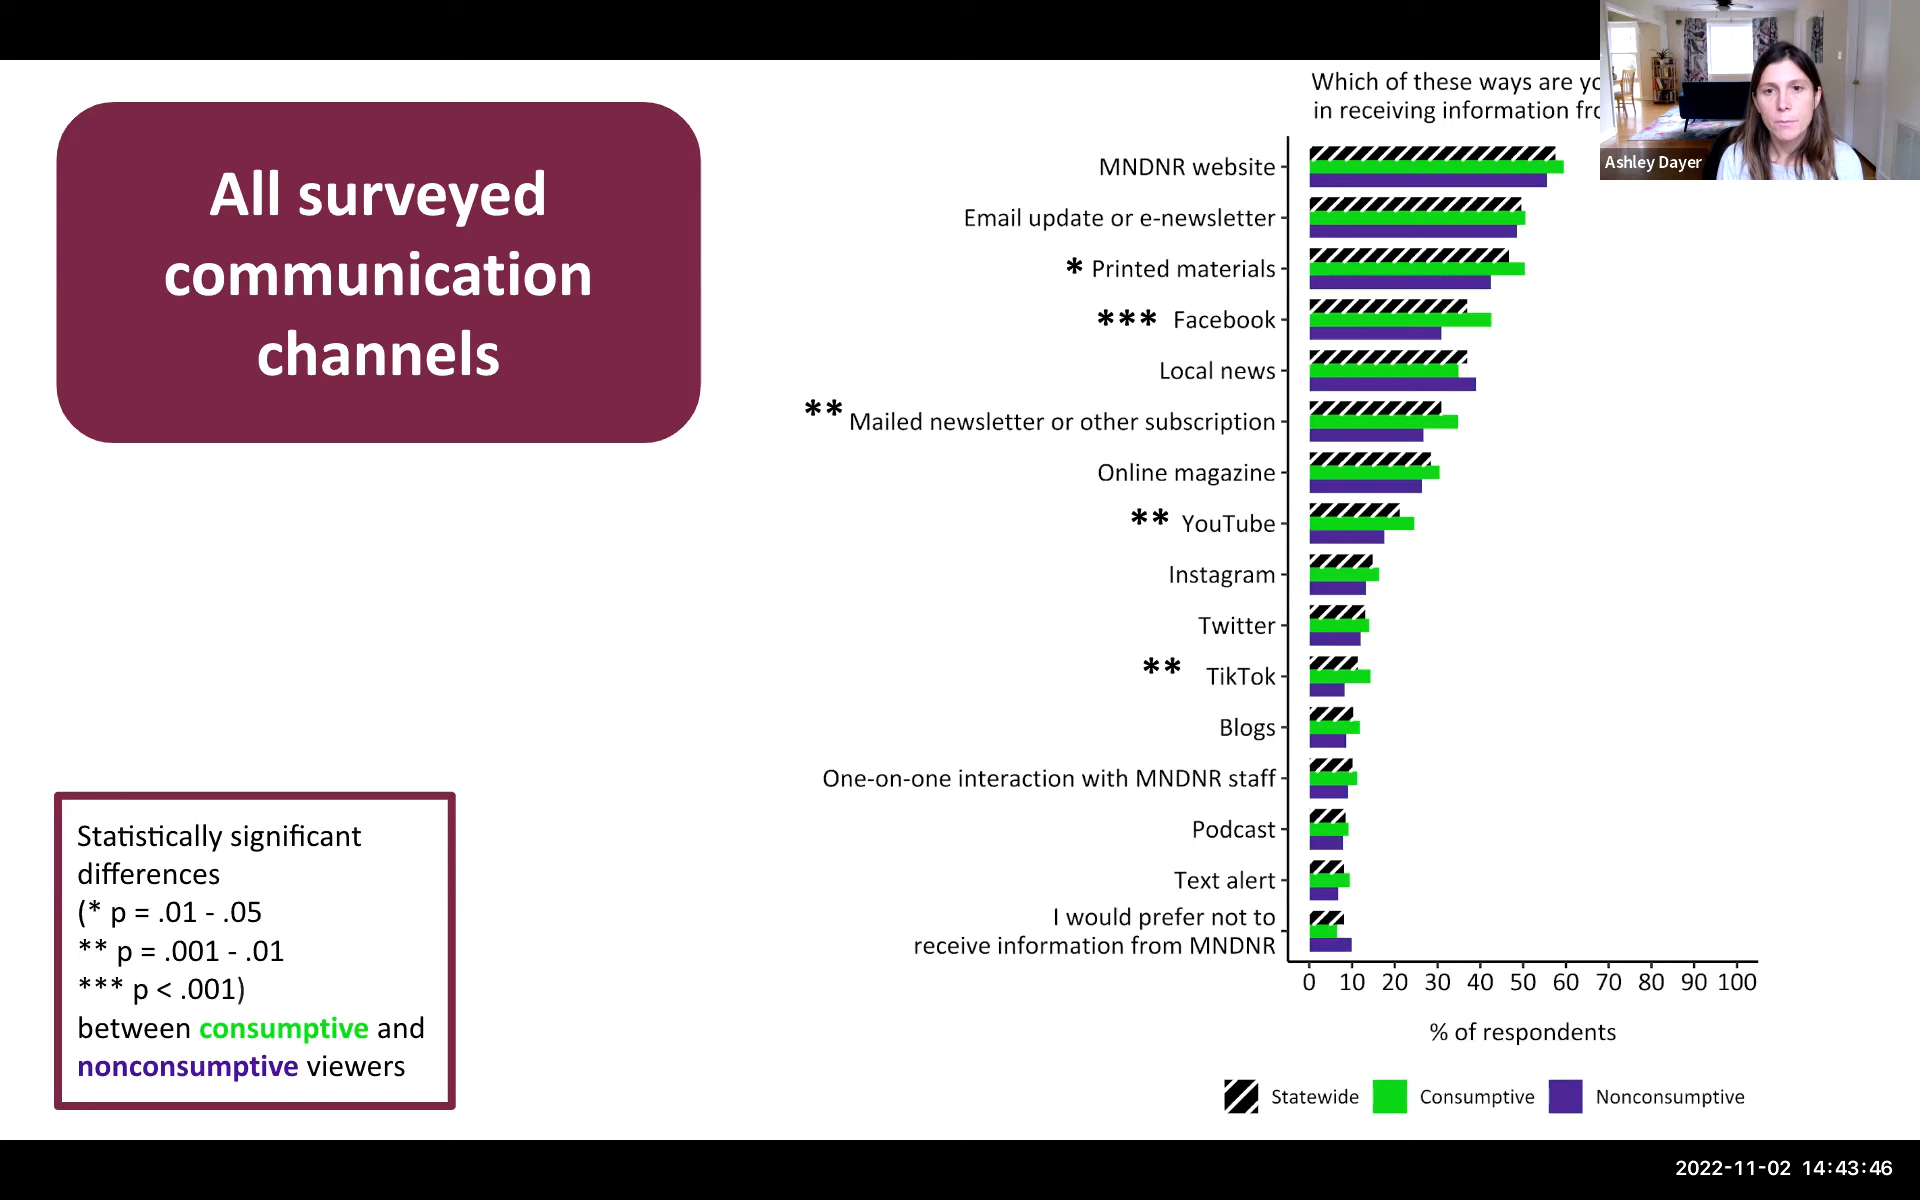 All surveyed
communication
channels
Which of these ways are
in receiving information
Ashley Dayer
MNDNR website
Email update or e-newsletter
* Printed materials
*** Facebook
Local news
** Mailed newsletter or other subscription
Online magazine
** YouTube
Instagram
Twitter
** TikTok
Blogs
One-on-one interaction with MNDNR staff
Podcast
Text alert
I would prefer not to
receive information from MNDNR
0 10 20 30 40 50 60 70 80 90 100
% of respondents
Statewide Consumptive Nonconsumptive
Statistically significant
differences
(* p = .01 - .05
** p = .001 - .01
*** p < .001)
between consumptive and
nonconsumptive viewers
2022-11-02 14:43:46